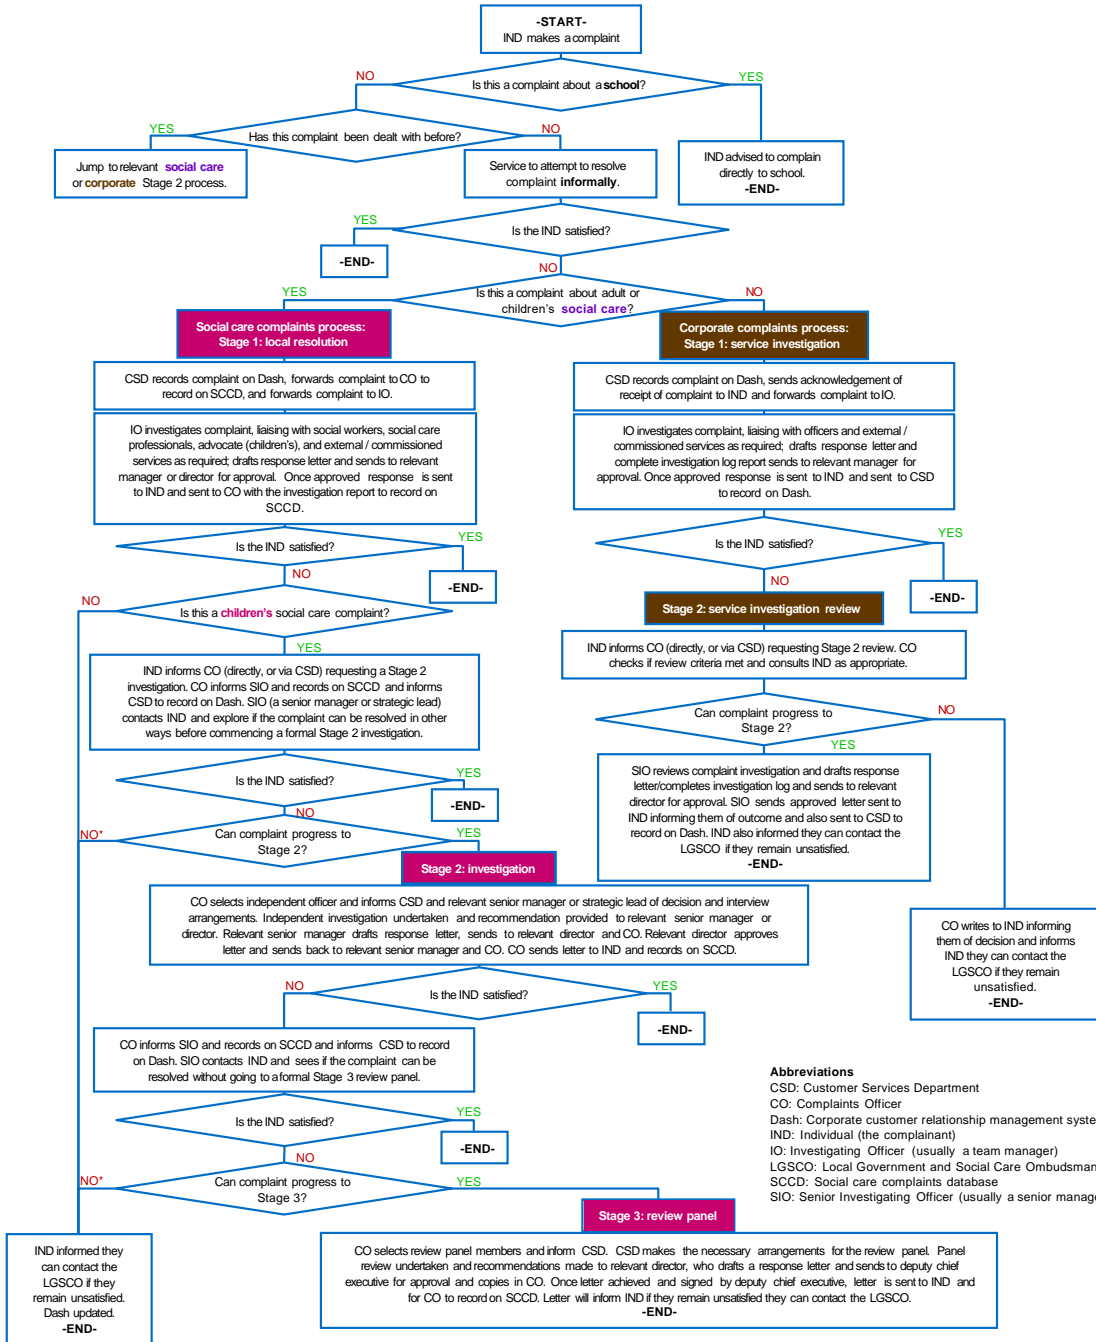 -START-
IND makes a complaint
Is this a complaint about a school?
NO
YES
Has this complaint been dealt with before?
YES
NO
Jump to relevant social care
or corporate Stage 2 process.
Service to attempt to resolve
complaint informally.
IND advised to complain
directly to school.
-END-
Is the IND satisfied?
YES
-END-
NO
Is this a complaint about adult or
children's social care?
YES
NO
Social care complaints process:
Stage 1: local resolution
Corporate complaints process:
Stage 1: service investigation
CSD records complaint on Dash, forwards complaint to CO to
record on SCCD, and forwards complaint to IO.
CSD records complaint on Dash, sends acknowledgement of
receipt of complaint to IND and forwards complaint to IO.
IO investigates complaint, liaising with social workers, social care
professionals, advocate (children's), and external / commissioned
services as required; drafts response letter and sends to relevant
manager or director for approval. Once approved response is sent
to IND and sent to CO with the investigation report to record on
SCCD.
IO investigates complaint, liaising with officers and external /
commissioned services as required; drafts response letter and
complete investigation log report sends to relevant manager for
approval. Once approved response is sent to IND and sent to CSD
to record on Dash.
Is the IND satisfied?
YES
-END-
NO
Is the IND satisfied?
YES
-END-
NO
Is this a children's social care complaint?
NO
YES
Stage 2: service investigation review
IND informs CO (directly, or via CSD) requesting Stage 2 review. CO
checks if review criteria met and consults IND as appropriate.
IND informs CO (directly, or via CSD) requesting a Stage 2
investigation. CO informs SIO and records on SCCD and informs
CSD to record on Dash. SIO (a senior manager or strategic lead)
contacts IND and explore if the complaint can be resolved in other
ways before commencing a formal Stage 2 investigation.
Can complaint progress to
Stage 2?
NO
YES
SIO reviews complaint investigation and drafts response
letter/completes investigation log and sends to relevant
director for approval. SIO sends approved letter sent to
IND informing them of outcome and also sent to CSD to
record on Dash. IND also informed they can contact the
LGSCO if they remain unsatisfied.
-END-
Is the IND satisfied?
YES
-END-
NO
Can complaint progress to
Stage 2?
NO*
YES
Stage 2: investigation
CO selects independent officer and informs CSD and relevant senior manager or strategic lead of decision and interview
arrangements. Independent investigation undertaken and recommendation provided to relevant senior manager or
director. Relevant senior manager drafts response letter, sends to relevant director and CO. Relevant director approves
letter and sends back to relevant senior manager and CO. CO sends letter to IND and records on SCCD.
CO writes to IND informing
them of decision and informs
IND they can contact the
LGSCO if they remain
unsatisfied.
-END-
Is the IND satisfied?
NO
YES
-END-
CO informs SIO and records on SCCD and informs CSD to record
on Dash. SIO contacts IND and sees if the complaint can be
resolved without going to a formal Stage 3 review panel.
Is the IND satisfied?
YES
-END-
NO
Can complaint progress to
Stage 3?
NO*
YES
Abbreviations
CSD: Customer Services Department
CO: Complaints Officer
Dash: Corporate customer relationship management syste
IND: Individual (the complainant)
IO: Investigating Officer (usually a team manager)
LGSCO: Local Government and Social Care Ombudsman
SCCD: Social care complaints database
SIO: Senior Investigating Officer (usually a senior manage
Stage 3: review panel
IND informed they
can contact the
LGSCO if they
remain unsatisfied.
Dash updated.
-END-
CO selects review panel members and inform CSD. CSD makes the necessary arrangements for the review panel. Panel
review undertaken and recommendations made to relevant director, who drafts a response letter and sends to deputy chief
executive for approval and copies in CO. Once letter achieved and signed by deputy chief executive, letter is sent to IND and
for CO to record on SCCD. Letter will inform IND if they remain unsatisfied they can contact the LGSCO.
-END-